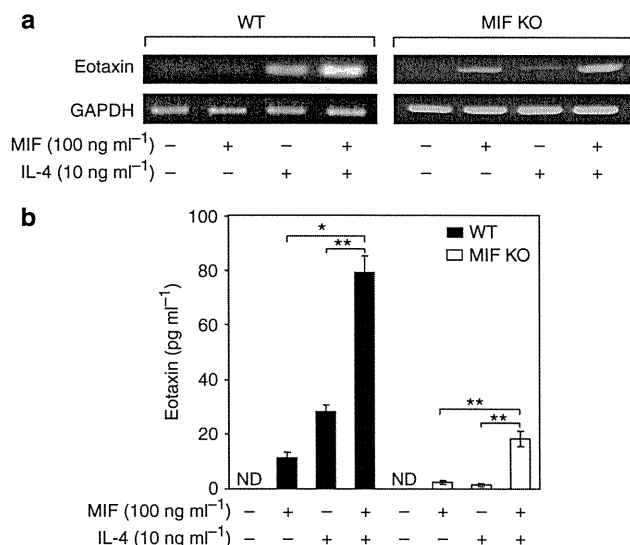 a
WT MIF KO
Eotaxin
GAPDH
MIF (100 ng ml⁻¹) – + – + – + – +
IL-4 (10 ng ml⁻¹) – – + + – – + +
b
100
80
60
40
20
0
Eotaxin (pg ml⁻¹)
WT
MIF KO
*
**
**
**
ND ND
MIF (100 ng ml⁻¹) – + – + – + – +
IL-4 (10 ng ml⁻¹) – – + + – – + +